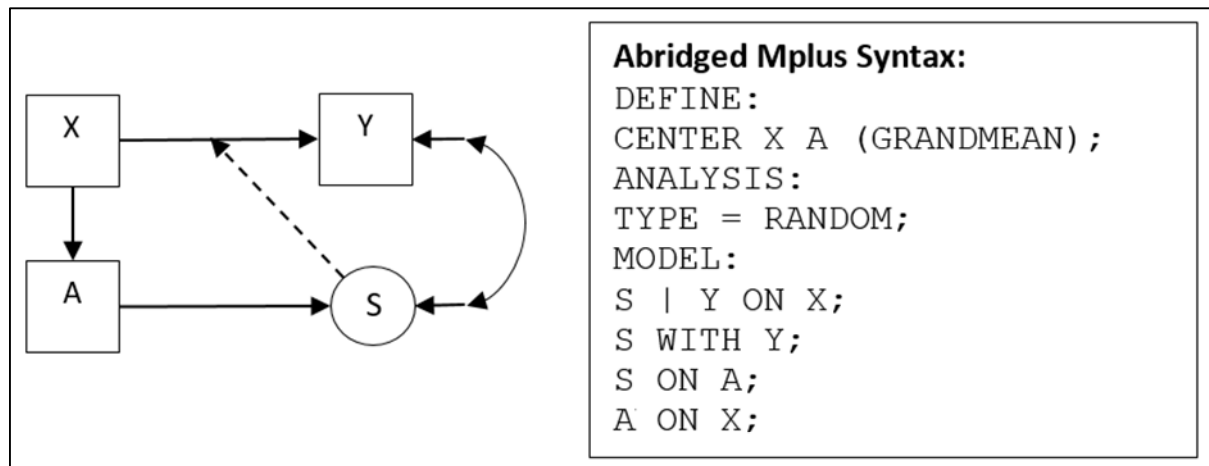 X
Y
A
S
Abridged Mplus Syntax:
DEFINE:
CENTER X A (GRANDMEAN);
ANALYSIS:
TYPE = RANDOM;
MODEL:
S | Y ON X;
S WITH Y;
S ON A;
A ON X;